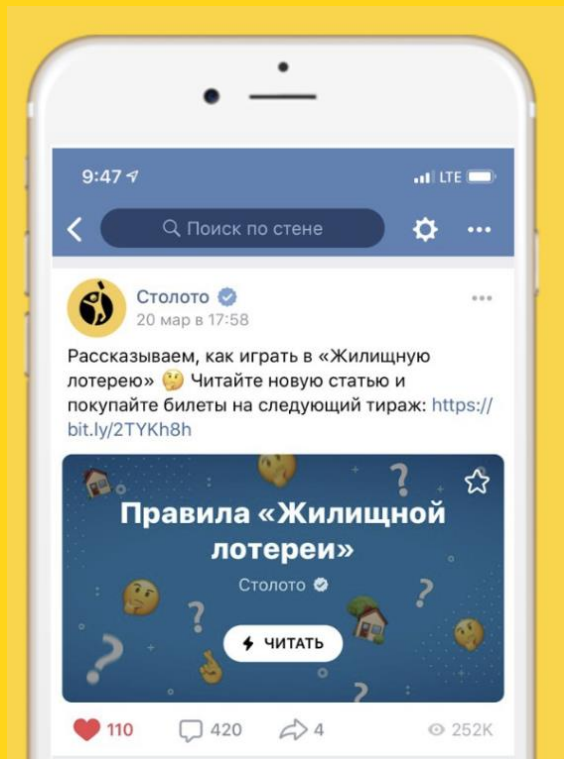 9:47
LTE
Поиск по стене
Столото
20 мар в 17:58
Рассказываем, как играть в «Жилищную
лотерею» 🤔 Читайте новую статью и
покупайте билеты на следующий тираж: https://
bit.ly/2TYKh8h
Правила «Жилищной
лотереи»
Столото
ЧИТАТЬ
110
420
4
252K